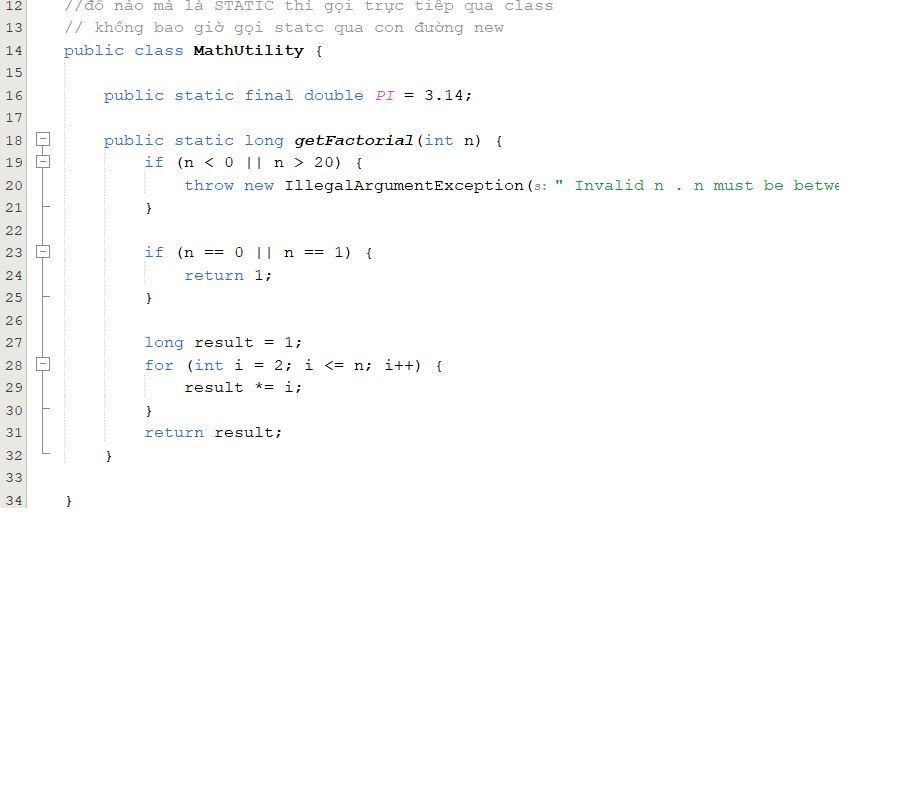 12 //đồ nào mà là STATIC thì gọi trực tiếp qua class
13 // không bao giờ gọi statc qua con đường new
14 public class MathUtility {
15
16 public static final double PI = 3.14;
17
18 public static long getFactorial(int n) {
19 if (n < 0 || n > 20) {
20 throw new IllegalArgumentException(s: " Invalid n . n must be betwe
21 }
22
23 if (n == 0 || n == 1) {
24 return 1;
25 }
26
27 long result = 1;
28 for (int i = 2; i <= n; i++) {
29 result *= i;
30 }
31 return result;
32 }
33
34 }